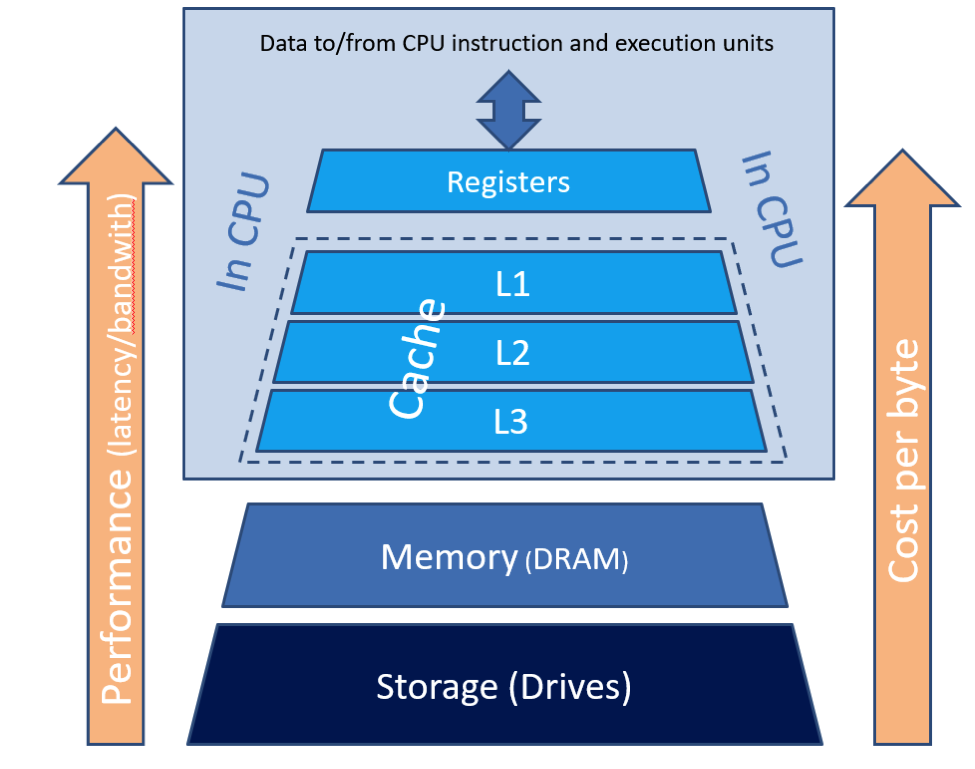 Data to/from CPU instruction and execution units
Registers
In CPU
In CPU
L1
L2
L3
Cache
Memory (DRAM)
Storage (Drives)
Performance (latency/bandwith)
Cost per byte